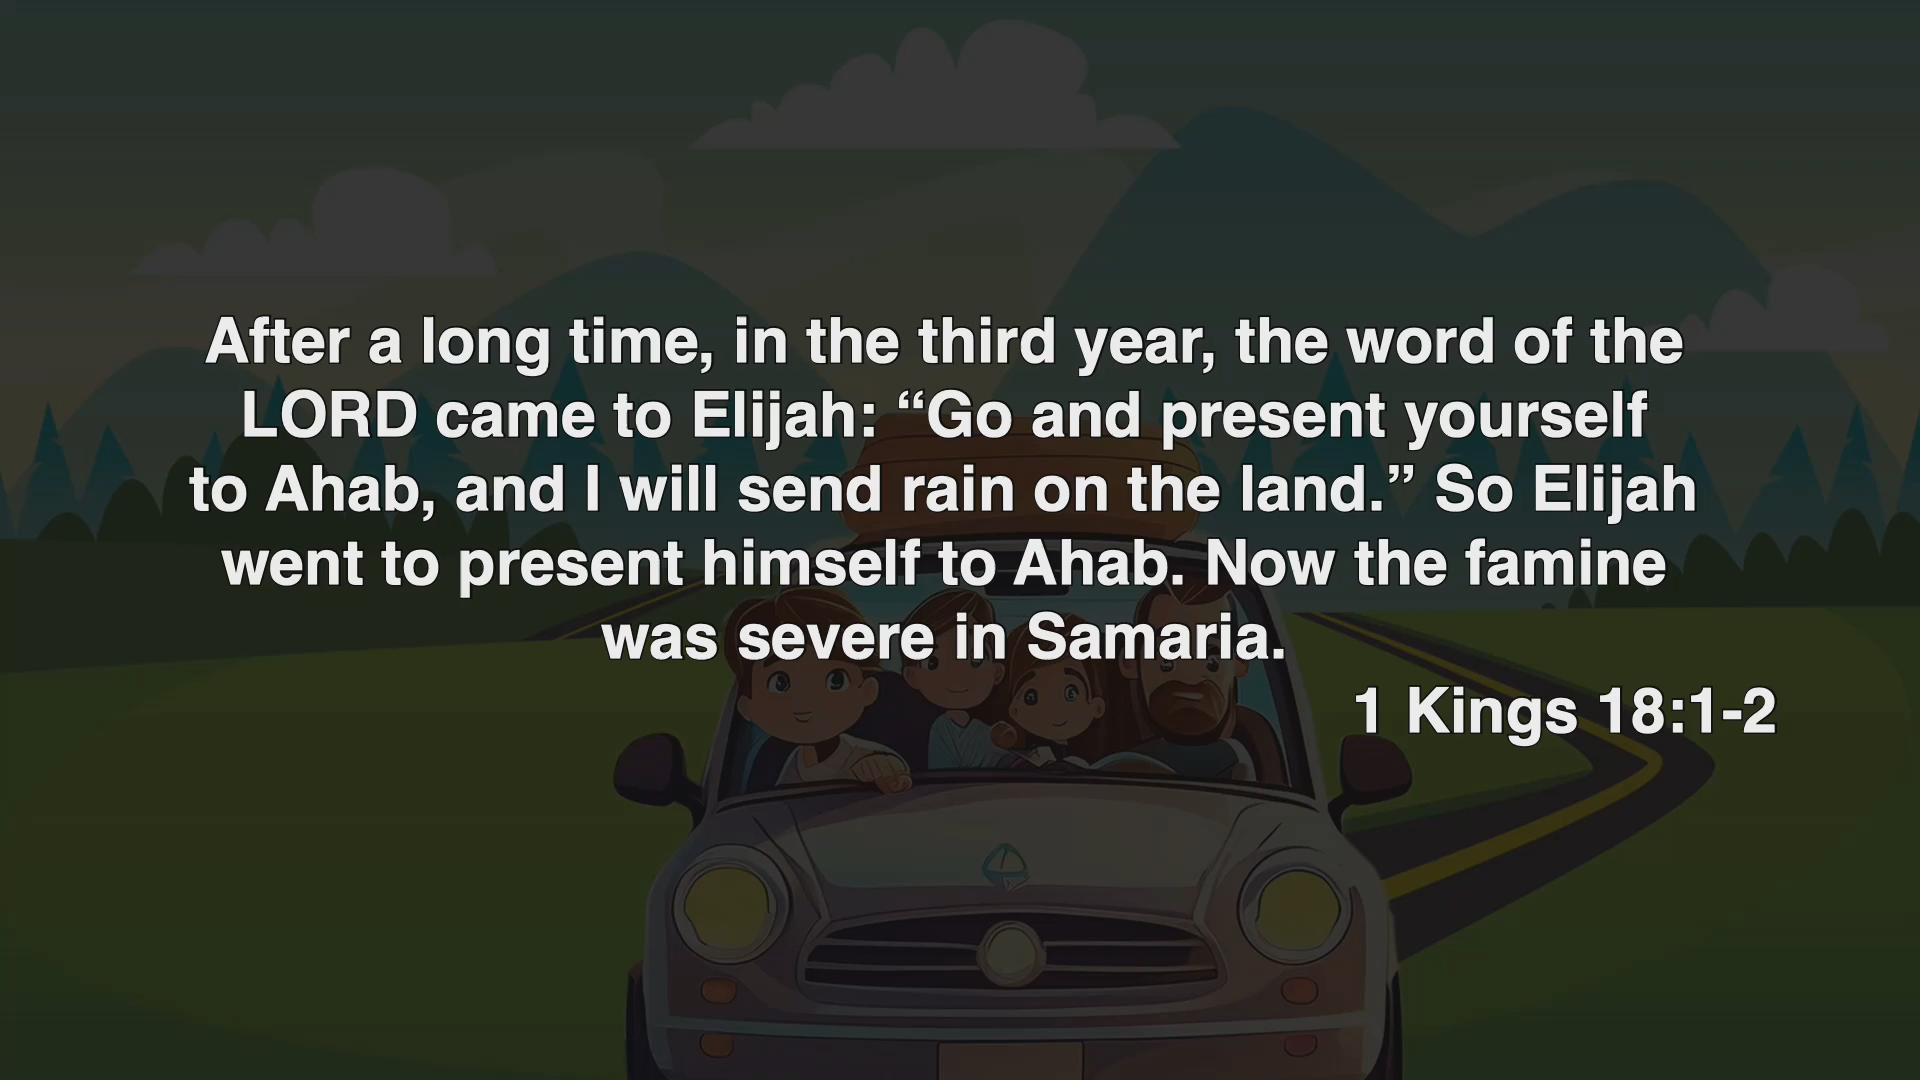 After a long time, in the third year, the word of the
LORD came to Elijah: “Go and present yourself
to Ahab, and I will send rain on the land.” So Elijah
went to present himself to Ahab. Now the famine
was severe in Samaria.
1 Kings 18:1-2